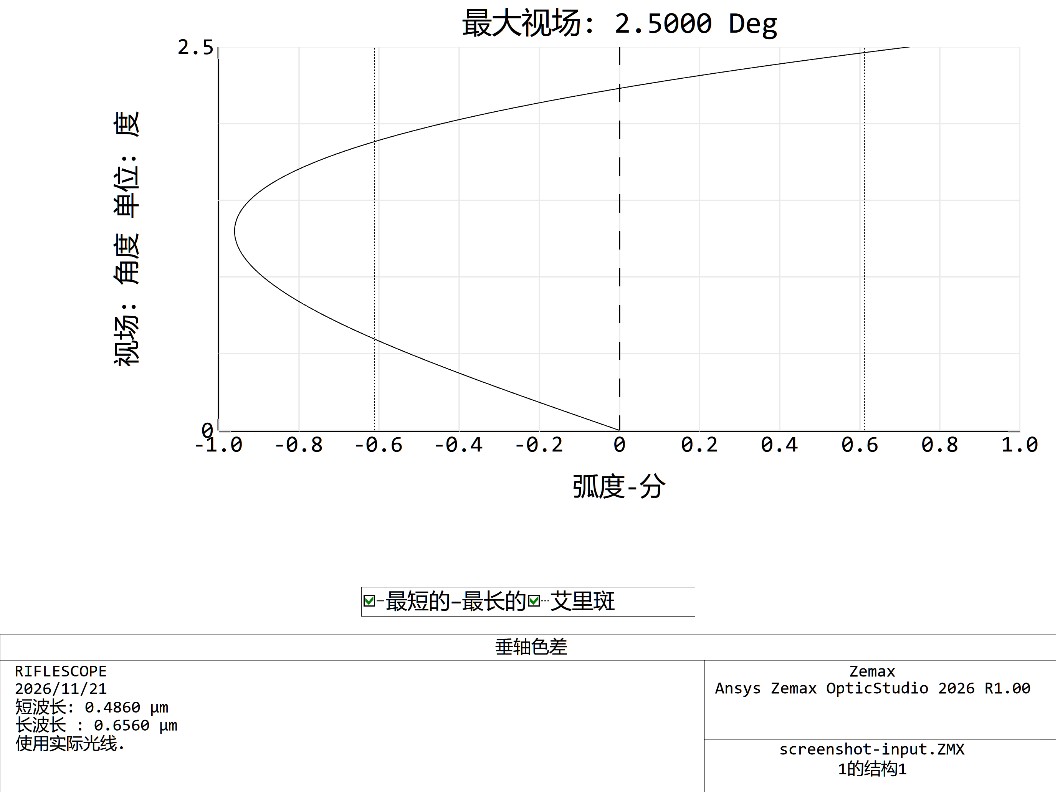 最大视场: 2.5000 Deg
2.5
视场: 角度 单位: 度
0
-1.0 -0.8 -0.6 -0.4 -0.2 0 0.2 0.4 0.6 0.8 1.0
弧度-分
最短的-最长的 艾里斑
垂轴色差
RIFLESCOPE
2026/11/21
短波长: 0.4860 μm
长波长 : 0.6560 μm
使用实际光线.
Zemax
Ansys Zemax OpticStudio 2026 R1.00
screenshot-input.ZMX
1的结构1